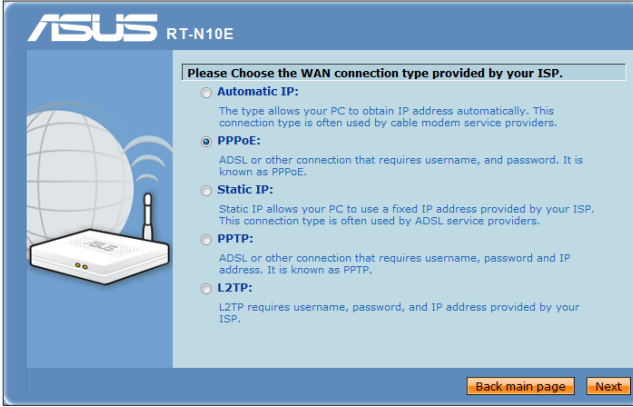 ASUS RT-N10E
Please Choose the WAN connection type provided by your ISP.
Automatic IP:
The type allows your PC to obtain IP address automatically. This
connection type is often used by cable modem service providers.
PPPoE:
ADSL or other connection that requires username, and password. It is
known as PPPoE.
Static IP:
Static IP allows your PC to use a fixed IP address provided by your ISP.
This connection type is often used by ADSL service providers.
PPTP:
ADSL or other connection that requires username, password and IP
address. It is known as PPTP.
L2TP:
L2TP requires username, password, and IP address provided by your
ISP.
ASUS
Back main page Next